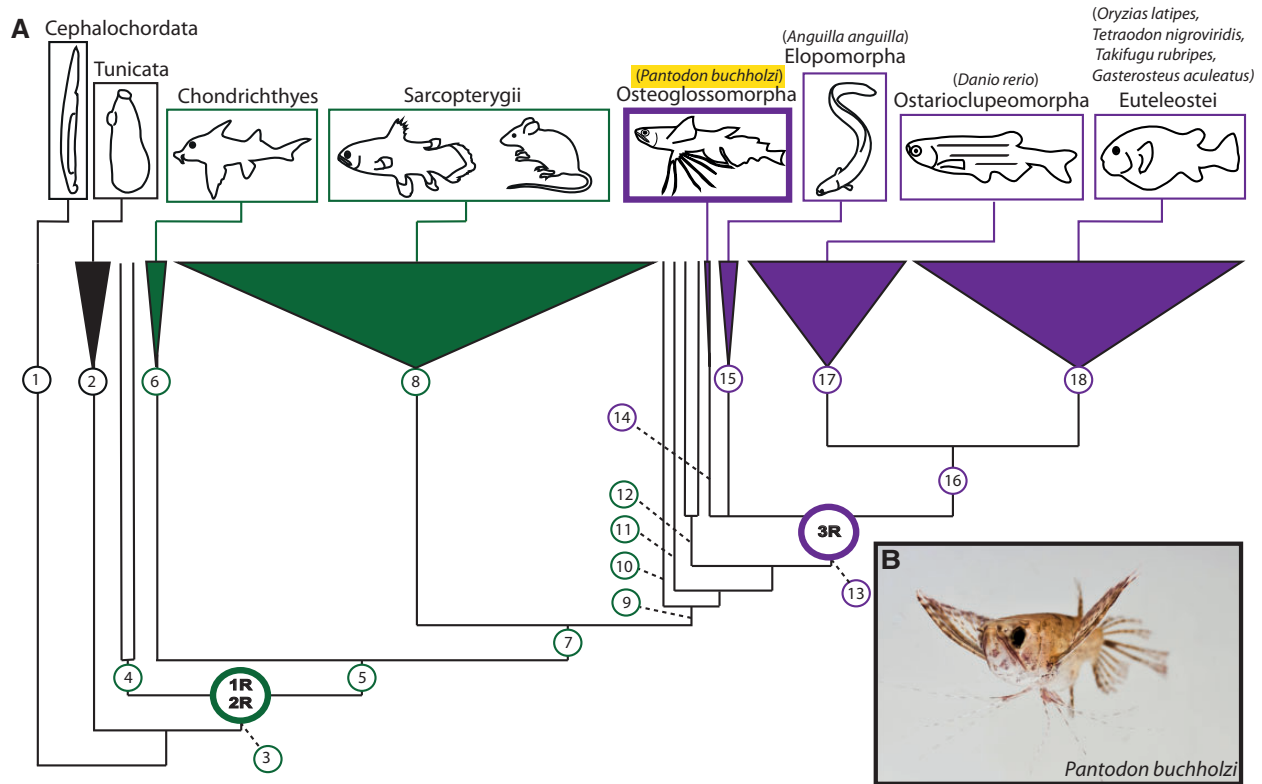 A
Cephalochordata
Tunicata
Chondrichthyes
Sarcopterygii
(Pantodon buchholzi)
Osteoglossomorpha
(Anguilla anguilla)
Elopomorpha
(Danio rerio)
Ostarioclupeomorpha
(Oryzias latipes,
Tetraodon nigroviridis,
Takifugu rubripes,
Gasterosteus aculeatus)
Euteleostei
1
2
6
8
15
17
18
14
16
12
11
10
9
3R
13
7
4
1R
2R
5
3
B
Pantodon buchholzi